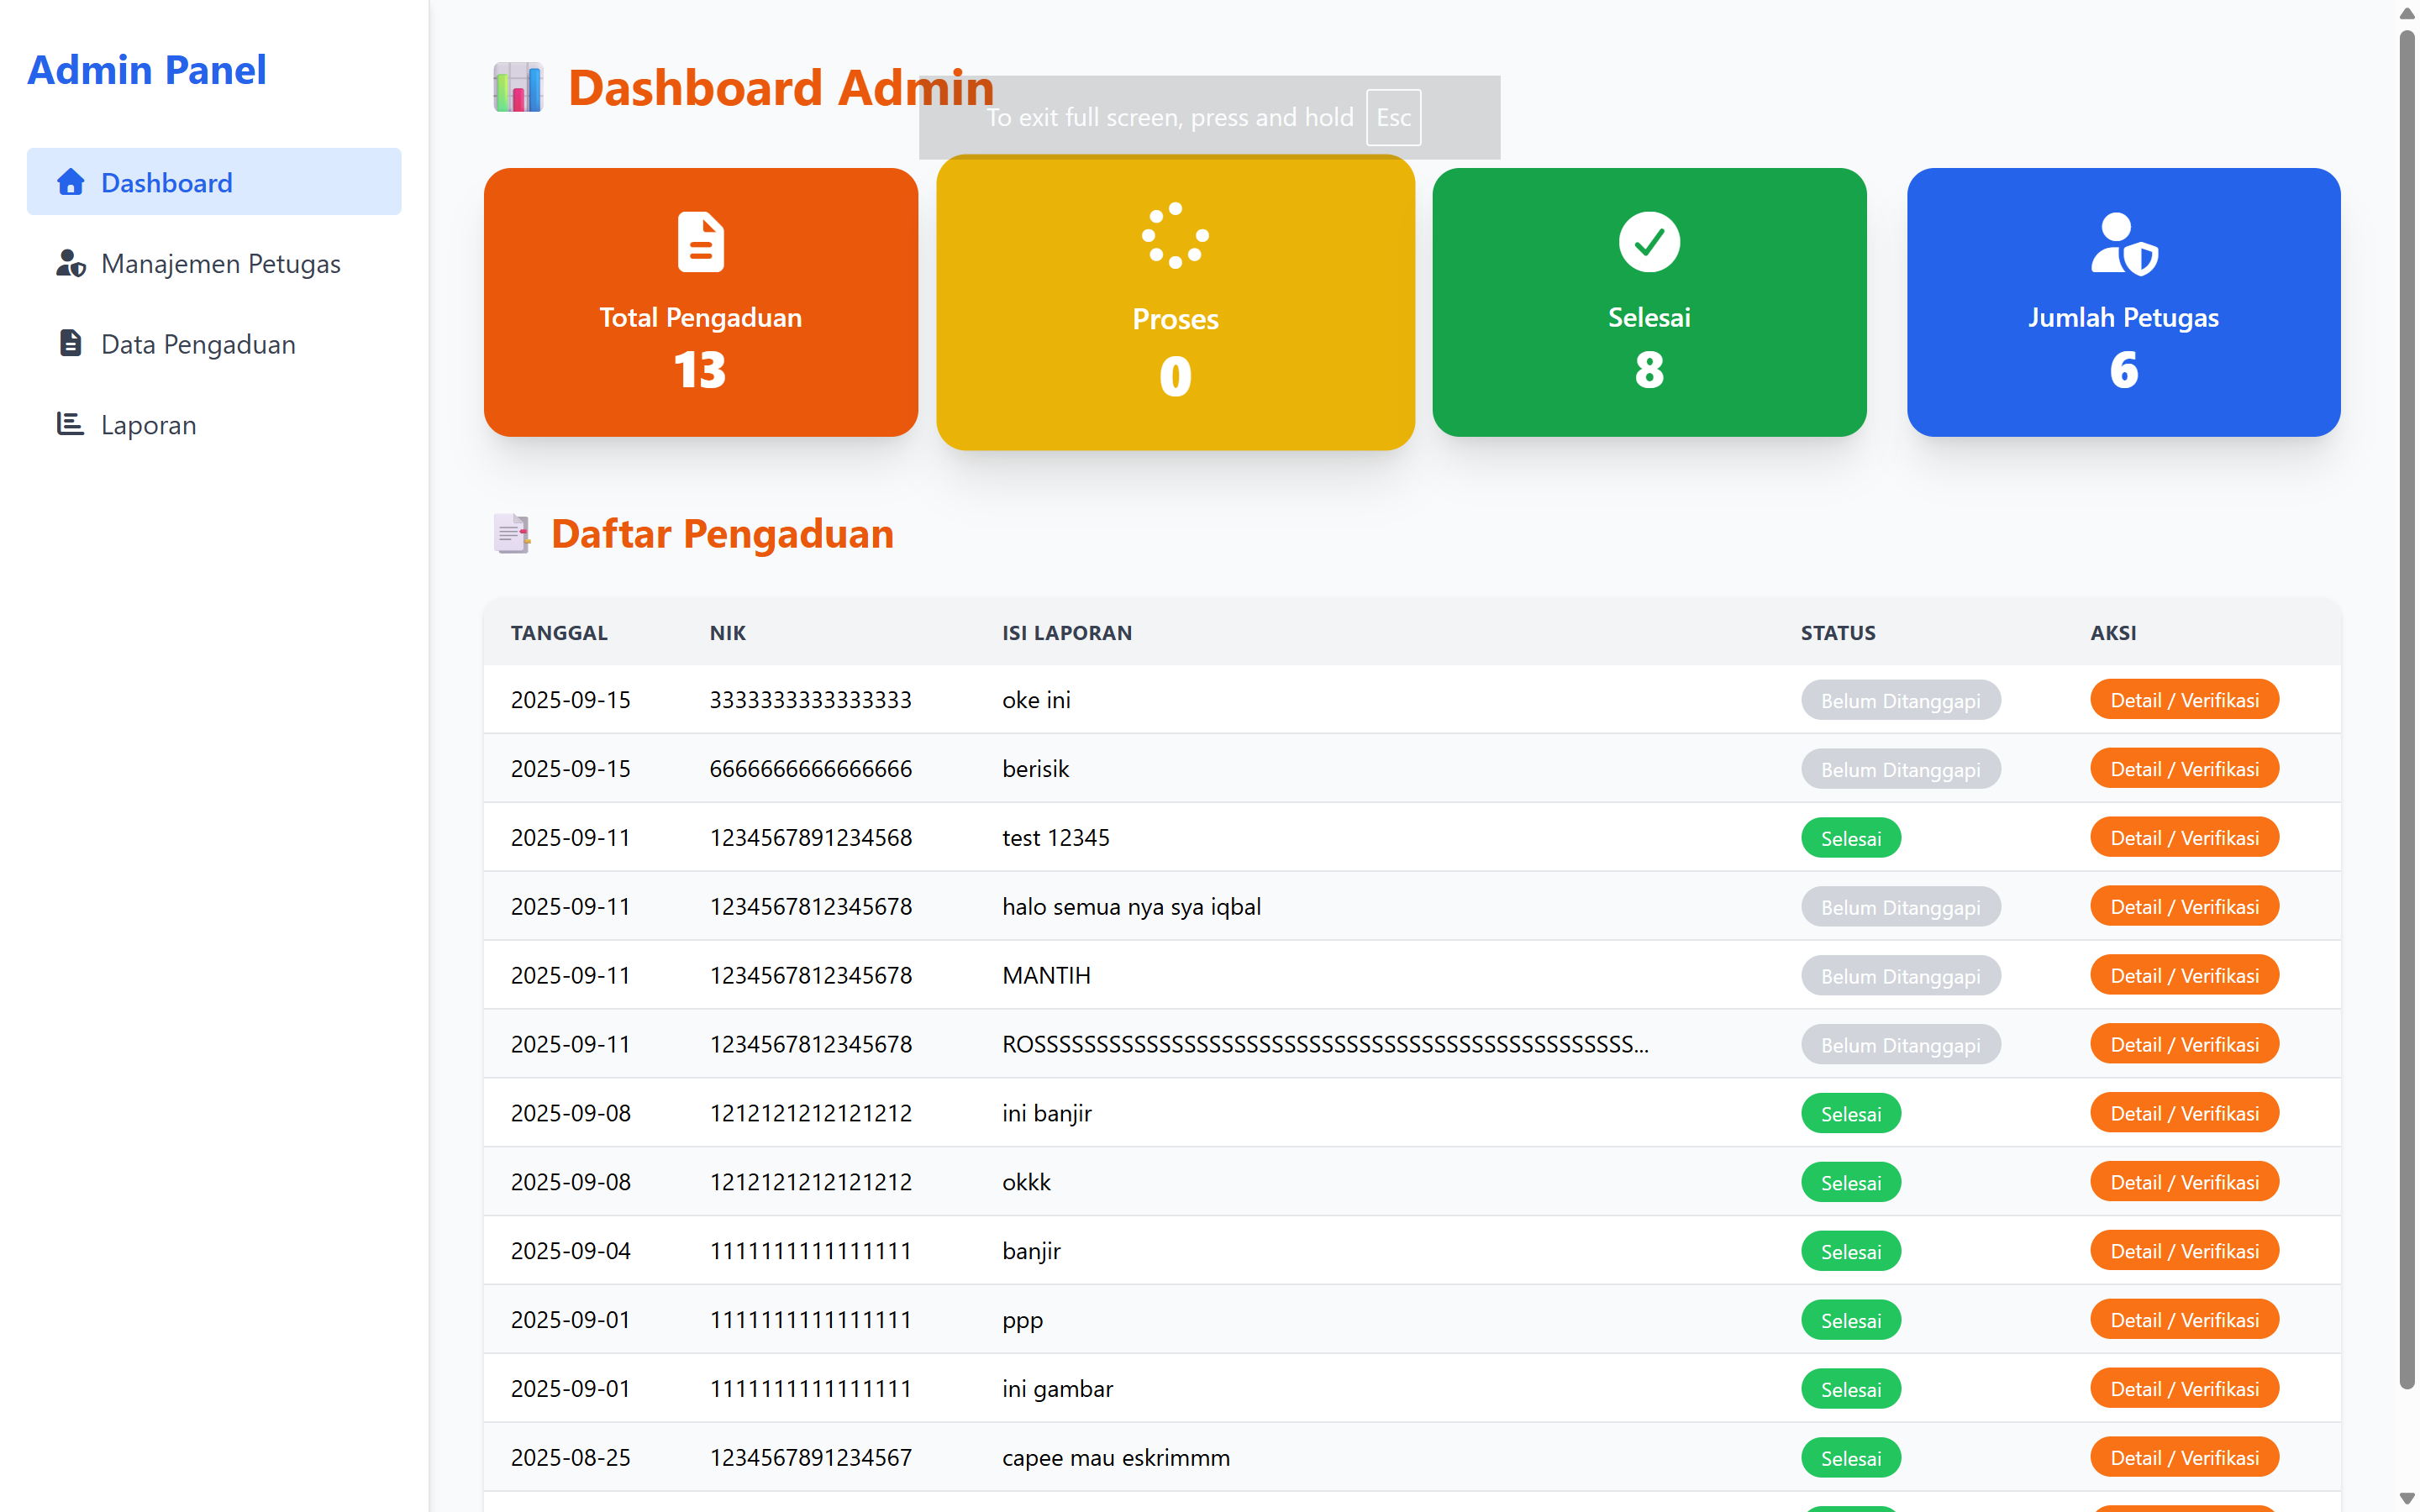 Admin Panel
Dashboard
Manajemen Petugas
Data Pengaduan
Laporan
Dashboard Admin
To exit full screen, press and hold Esc
Total Pengaduan
13
Proses
0
Selesai
8
Jumlah Petugas
6
Daftar Pengaduan
TANGGAL NIK ISI LAPORAN STATUS AKSI
2025-09-15 3333333333333333 oke ini Belum Ditanggapi Detail / Verifikasi
2025-09-15 6666666666666666 berisik Belum Ditanggapi Detail / Verifikasi
2025-09-11 1234567891234568 test 12345 Selesai Detail / Verifikasi
2025-09-11 1234567812345678 halo semua nya sya iqbal Belum Ditanggapi Detail / Verifikasi
2025-09-11 1234567812345678 MANTIH Belum Ditanggapi Detail / Verifikasi
2025-09-11 1234567812345678 ROSSSSSSSSSSSSSSSSSSSSSSSSSSSSSSSSSSSSSSSSSSSSSSSS... Belum Ditanggapi Detail / Verifikasi
2025-09-08 1212121212121212 ini banjir Selesai Detail / Verifikasi
2025-09-08 1212121212121212 okkk Selesai Detail / Verifikasi
2025-09-04 1111111111111111 banjir Selesai Detail / Verifikasi
2025-09-01 1111111111111111 ppp Selesai Detail / Verifikasi
2025-09-01 1111111111111111 ini gambar Selesai Detail / Verifikasi
2025-08-25 1234567891234567 capee mau eskrimmm Selesai Detail / Verifikasi